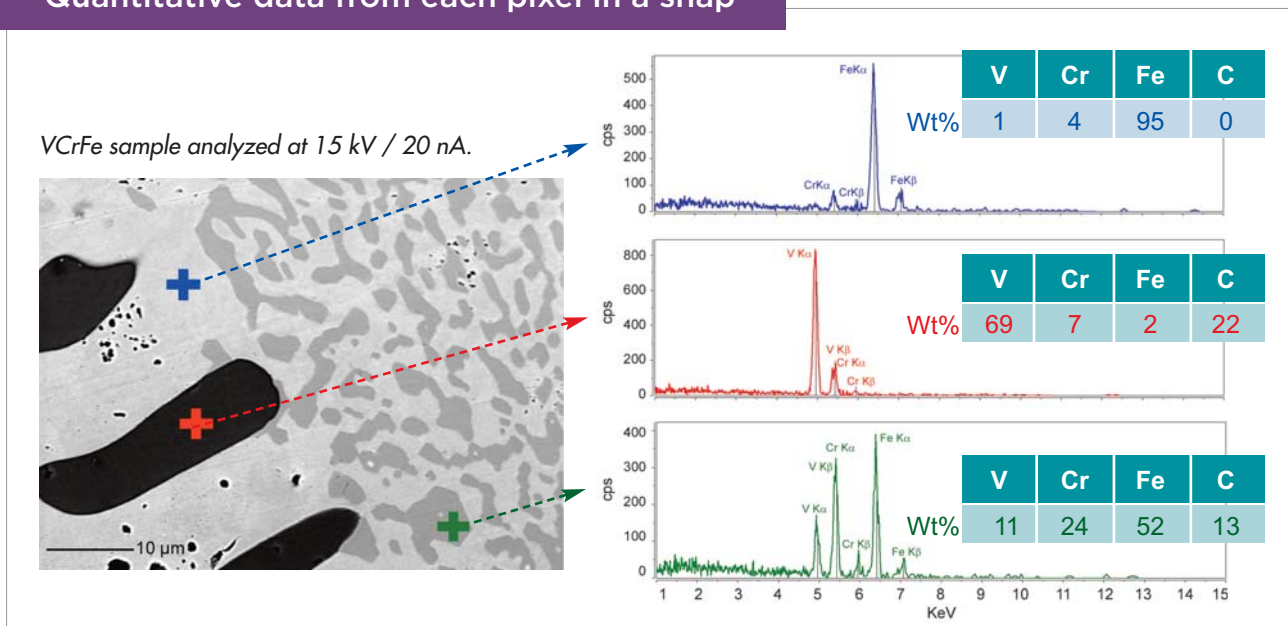 Quantitative data from each pixel in a snap
VCrFe sample analyzed at 15 kV / 20 nA.
10 µm
cps
500
400
300
200
100
0
CrKα
CrKβ
FeKα
FeKβ
V Cr Fe C
Wt% 1 4 95 0
cps
800
600
400
200
0
V Kα
V Kβ
Cr Kα
Cr Kβ
V Cr Fe C
Wt% 69 7 2 22
cps
400
300
200
100
0
V Kα
V Kβ
Cr Kα
Cr Kβ
Fe Kα
Fe Kβ
V Cr Fe C
Wt% 11 24 52 13
1 2 3 4 5 6 7 8 9 10 11 12 13 14 15
KeV